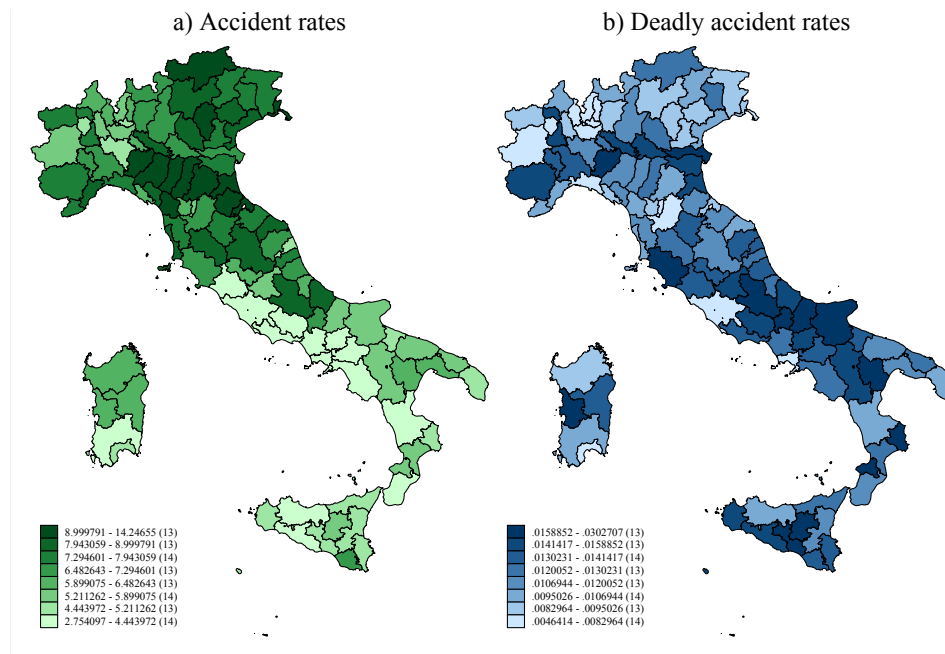 a) Accident rates
b) Deadly accident rates
8.999791 - 14.24655 (13)
7.943059 - 8.999791 (13)
7.294601 - 7.943059 (14)
6.482643 - 7.294601 (13)
5.899075 - 6.482643 (13)
5.211262 - 5.899075 (14)
4.443972 - 5.211262 (13)
2.754097 - 4.443972 (14)
.0158852 - .0302707 (13)
.0141417 - .0158852 (13)
.0130231 - .0141417 (14)
.0120052 - .0130231 (13)
.0106944 - .0120052 (13)
.0095026 - .0106944 (14)
.0082964 - .0095026 (13)
.0046414 - .0082964 (14)